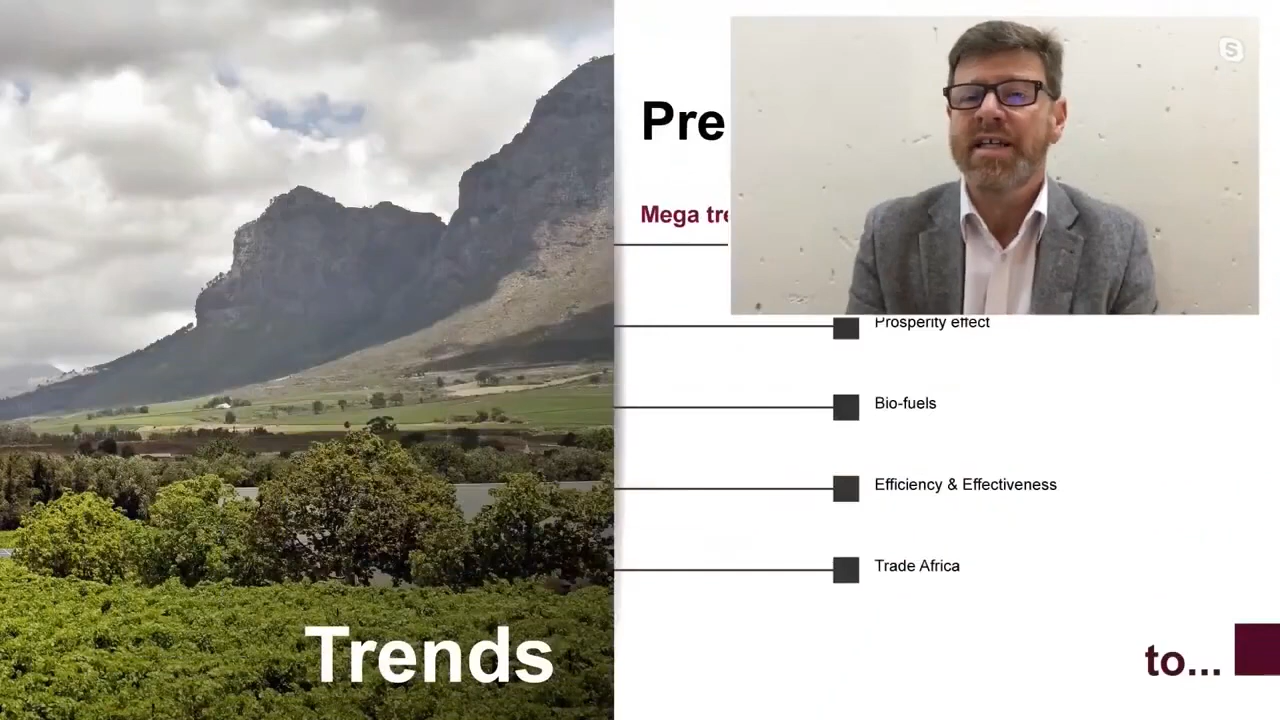 Pre
Mega tre
Prosperity effect
Bio-fuels
Efficiency & Effectiveness
Trade Africa
Trends
to...